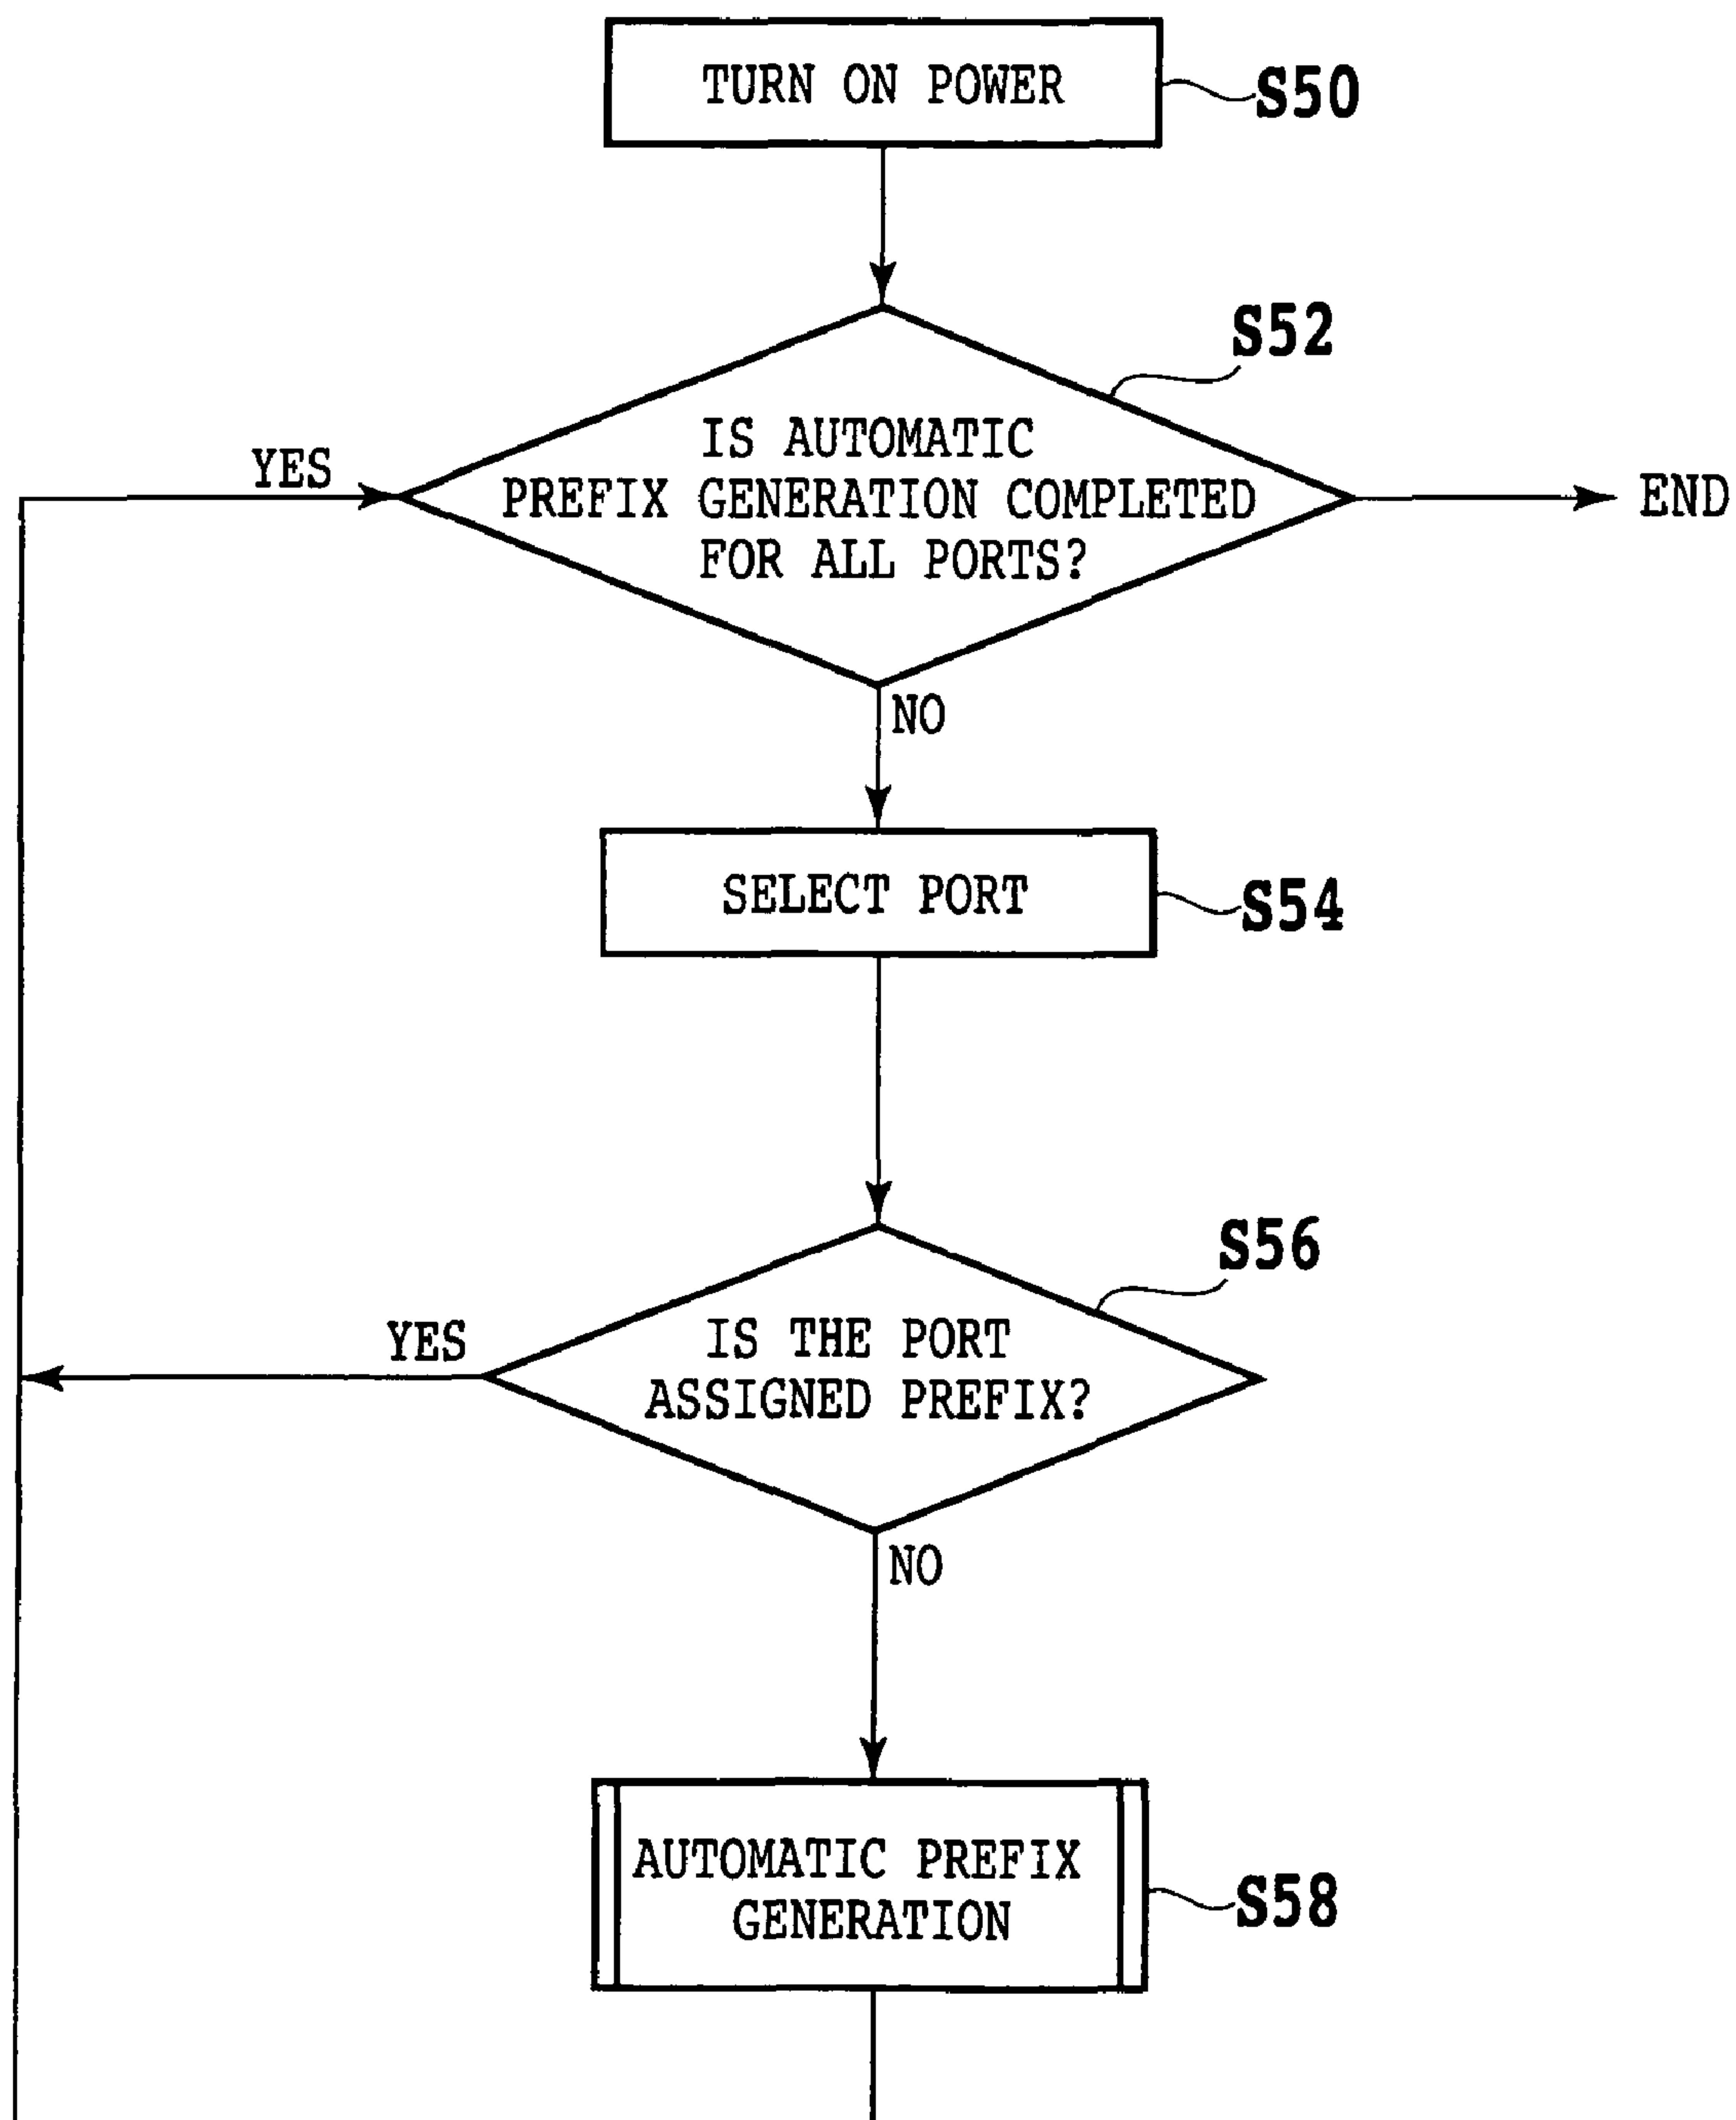 TURN ON POWER
S50
S52
IS AUTOMATIC
PREFIX GENERATION COMPLETED
FOR ALL PORTS?
YES
END
NO
SELECT PORT
S54
S56
IS THE PORT
ASSIGNED PREFIX?
YES
NO
AUTOMATIC PREFIX
GENERATION
S58